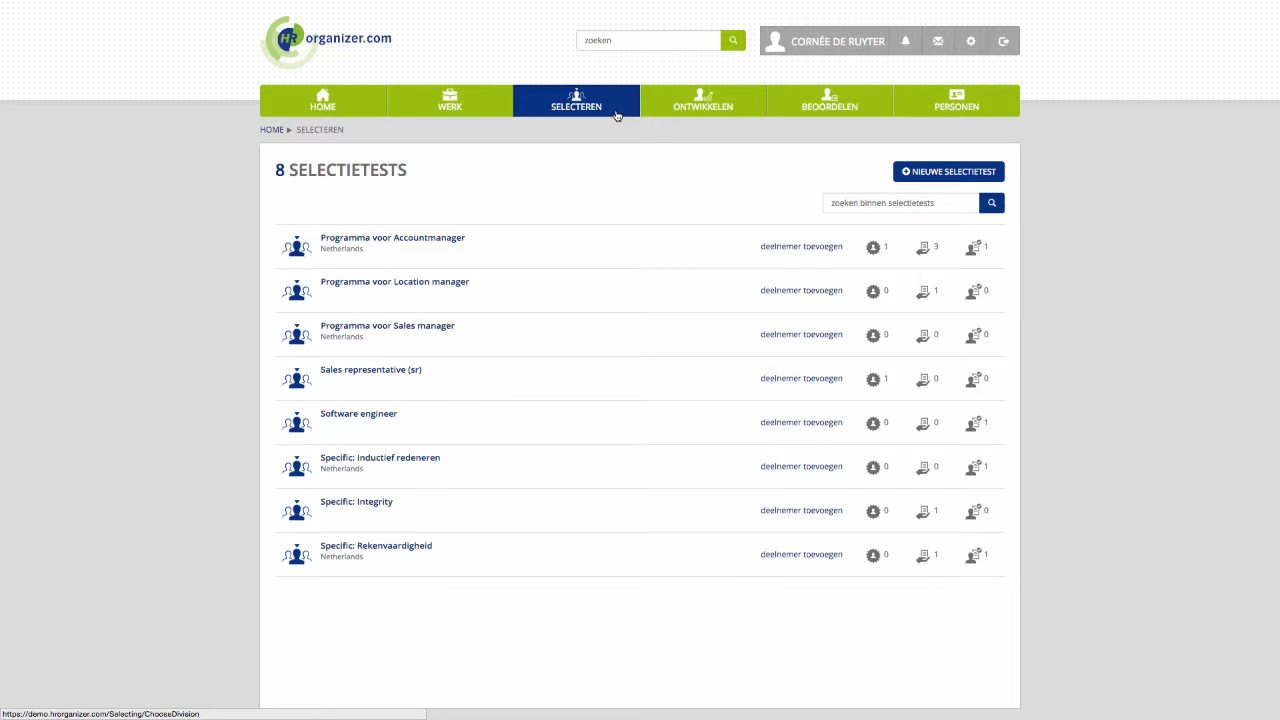 HR organizer.com
zoeken
CORNÉE DE RUYTER
HOME
WERK
SELECTEREN
ONTWIKKELEN
BEOORDELEN
PERSONEN
HOME ▶ SELECTEREN
8 SELECTIETESTS
NIEUWE SELECTIETEST
zoeken binnen selectietests
Programma voor Accountmanager
Netherlands
deelnemer toevoegen 1 3 1
Programma voor Location manager
deelnemer toevoegen 0 1 0
Programma voor Sales manager
Netherlands
deelnemer toevoegen 0 0 0
Sales representative (sr)
deelnemer toevoegen 1 0 0
Software engineer
deelnemer toevoegen 0 0 1
Specific: Inductief redeneren
Netherlands
deelnemer toevoegen 0 0 1
Specific: Integrity
deelnemer toevoegen 0 1 0
Specific: Rekenvaardigheid
Netherlands
deelnemer toevoegen 0 1 1
https://demo.hrorganizer.com/Selecting/ChooseDivision